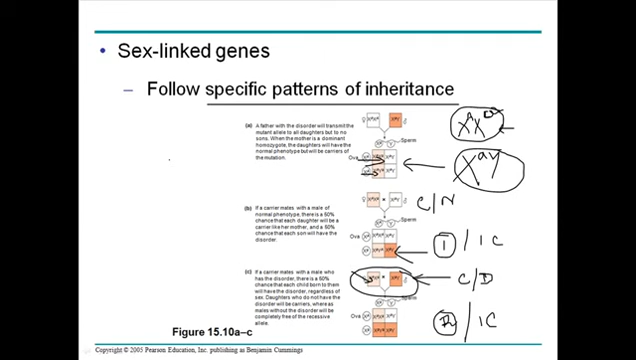 • Sex-linked genes
– Follow specific patterns of inheritance
(a) A father with the disorder will transmit the
mutant allele to all daughters but to no
sons. When the mother is a dominant
homozygote, the daughters will have the
normal phenotype but will be carriers of
the mutation.
Sperm
Ova
XᴬXᵃ
XᵃY
(b) If a carrier mates with a male of
normal phenotype, there is a 50%
chance that each daughter will be a
carrier like her mother, and a 50%
chance that each son will have the
disorder.
C/N
Sperm
Ova
1 / 1C
(c) If a carrier mates with a male who
has the disorder, there is a 50%
chance that each child born to them
will have the disorder, regardless of
sex. Daughters who do not have the
disorder will be carriers, where as
males without the disorder will be
completely free of the recessive
allele.
C/D
Sperm
Ova
/ 1C
Figure 15.10a–c
Copyright © 2005 Pearson Education, Inc. publishing as Benjamin Cummings